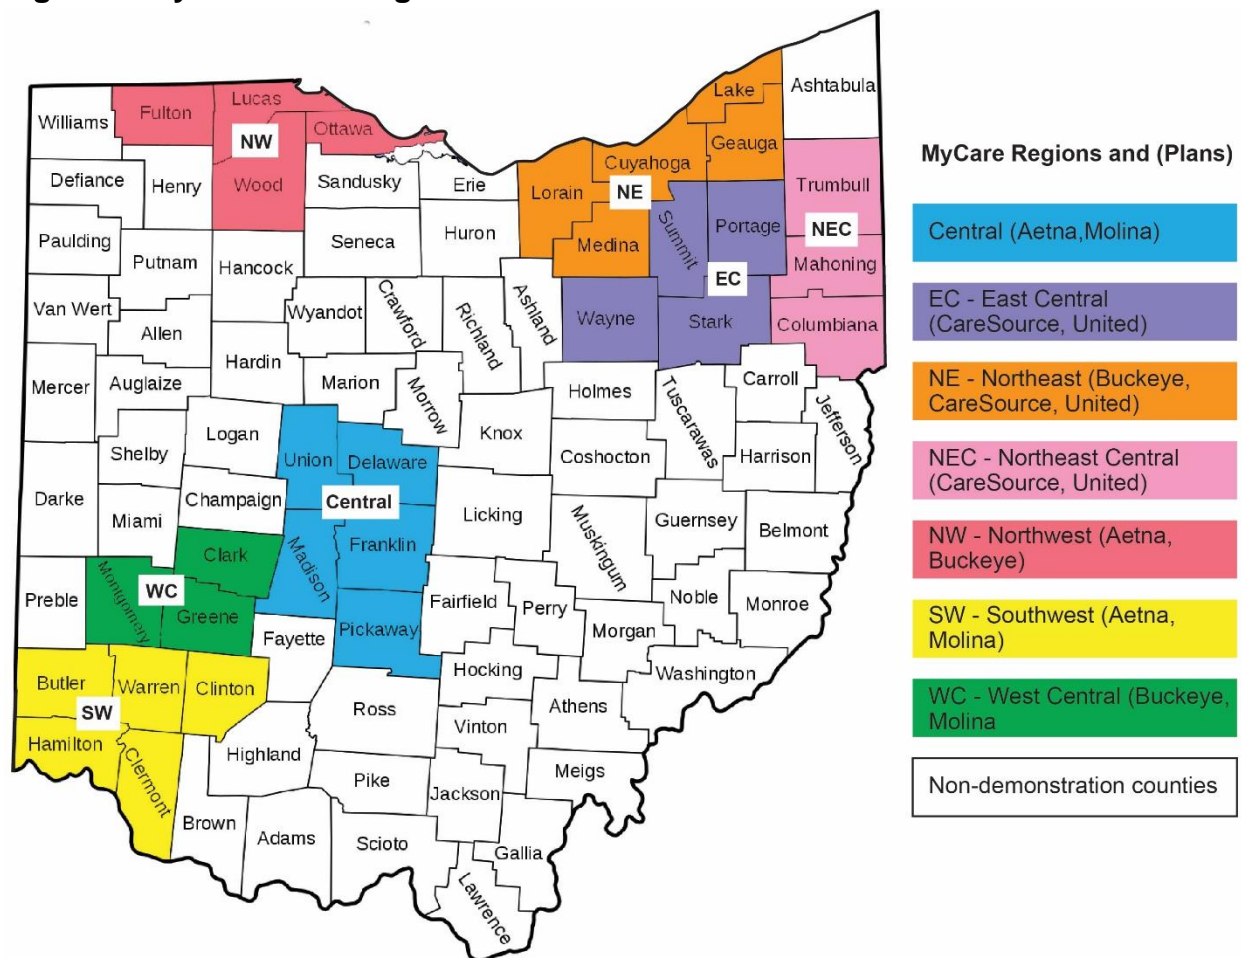 Williams
Fulton
Lucas
Ottawa
NW
Wood
Defiance
Henry
Sandusky
Erie
Paulding
Putnam
Hancock
Seneca
Huron
Van Wert
Allen
Wyandot
Crawford
Richland
Ashland
Mercer
Auglaize
Hardin
Marion
Morrow
Lake
Ashtabula
Geauga
Cuyahoga
Lorain
NE
Medina
Summit
Portage
Trumbull
NEC
Mahoning
EC
Wayne
Stark
Columbiana
Holmes
Tuscarawas
Carroll
Jefferson
Logan
Shelby
Union
Delaware
Knox
Coshocton
Harrison
Darke
Miami
Champaign
Central
Licking
Muskingum
Guernsey
Belmont
Clark
Madison
Franklin
Preble
Montgomery
WC
Greene
Fayette
Pickaway
Fairfield
Perry
Noble
Monroe
Morgan
Washington
Hocking
Butler
Warren
Clinton
SW
Hamilton
Clermont
Ross
Vinton
Athens
Highland
Pike
Jackson
Meigs
Brown
Adams
Scioto
Gallia
Lawrence
MyCare Regions and (Plans)
Central (Aetna,Molina)
EC - East Central
(CareSource, United)
NE - Northeast (Buckeye,
CareSource, United)
NEC - Northeast Central
(CareSource, United)
NW - Northwest (Aetna,
Buckeye)
SW - Southwest (Aetna,
Molina)
WC - West Central (Buckeye,
Molina
Non-demonstration counties